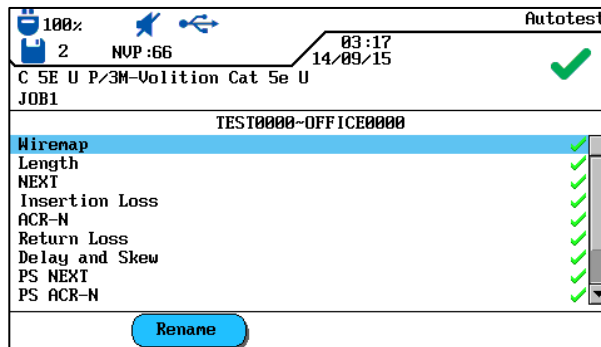 100% Autotest
2 NVP:66 03:17
14/09/15
C 5E U P/3M-Volition Cat 5e U
JOB1
TEST0000~OFFICE0000
Wiremap
Length
NEXT
Insertion Loss
ACR-N
Return Loss
Delay and Skew
PS NEXT
PS ACR-N
Rename